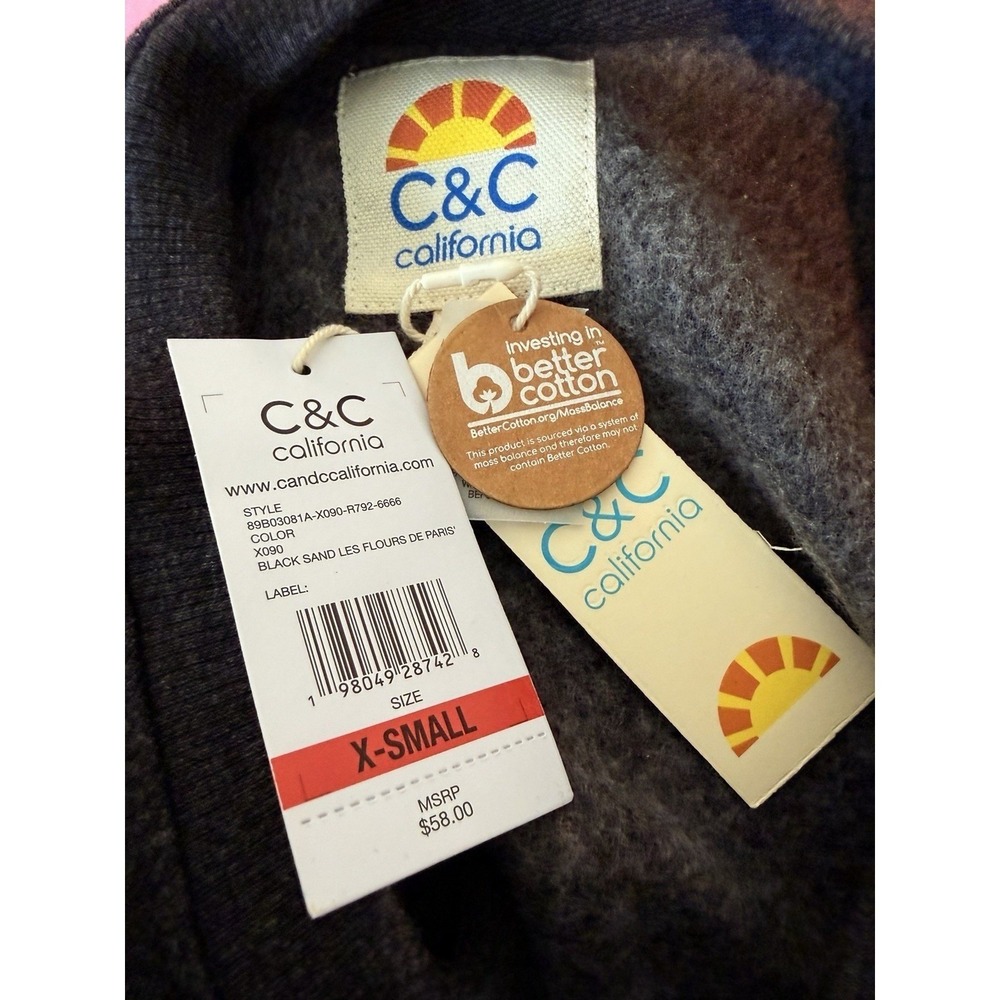 C&C
california
C&C
california
www.candccalifornia.com
STYLE
89B03081A-X090-R792-6666
COLOR
X090
BLACK SAND LES FLOURS DE PARIS'
LABEL:
1 98049 28742 8
SIZE
X-SMALL
MSRP
$58.00
investing in
b better™
cotton
BetterCotton.org/MassBalance
This product is sourced via a system of
mass balance and therefore may not
contain Better Cotton.
C&C
california